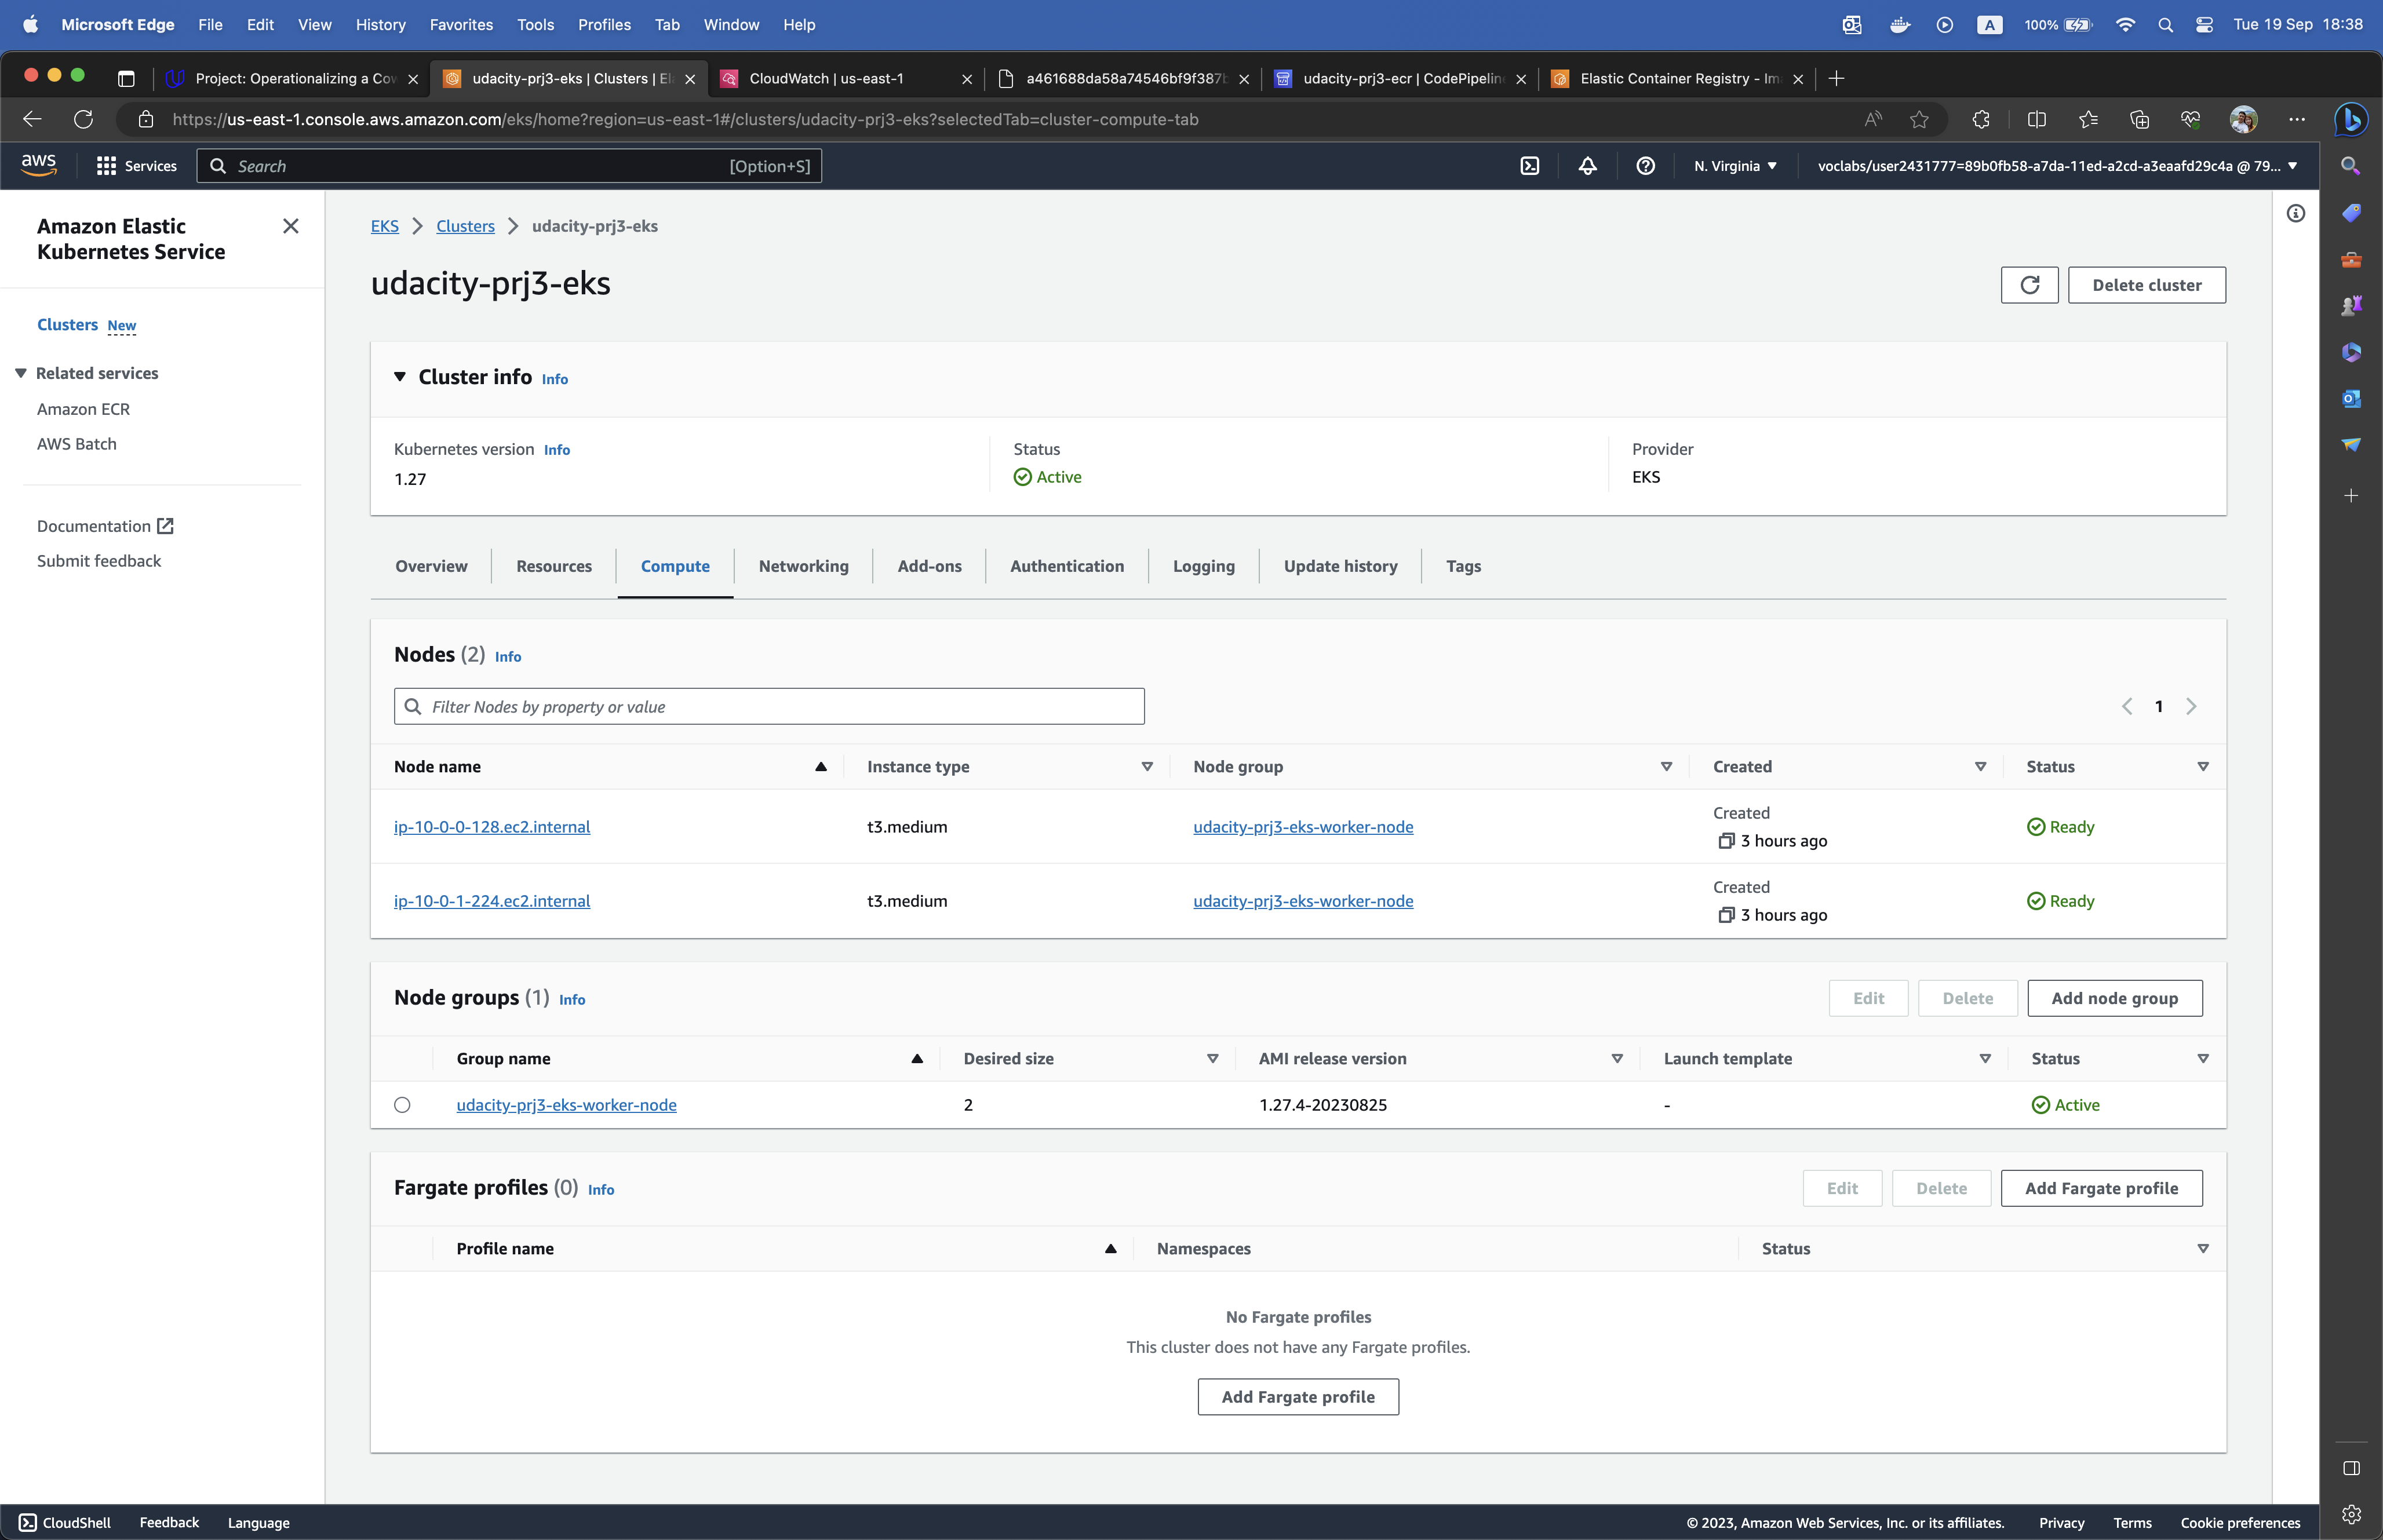 Microsoft Edge File Edit View History Favorites Tools Profiles Tab Window Help A 100% Tue 19 Sep 18:38
Project: Operationalizing a Cow udacity-prj3-eks | Clusters | Ela CloudWatch | us-east-1 a461688da58a74546bf9f387b udacity-prj3-ecr | CodePipeline Elastic Container Registry - Ima
https://us-east-1.console.aws.amazon.com/eks/home?region=us-east-1#/clusters/udacity-prj3-eks?selectedTab=cluster-compute-tab
aws Services Search [Option+S] N. Virginia voclabs/user2431777=89b0fb58-a7da-11ed-a2cd-a3eaafd29c4a @ 79...
Amazon Elastic
Kubernetes Service
Clusters New
Related services
Amazon ECR
AWS Batch
Documentation
Submit feedback
EKS Clusters udacity-prj3-eks
udacity-prj3-eks
Delete cluster
Cluster info Info
Kubernetes version Info
1.27
Status
Active
Provider
EKS
Overview Resources Compute Networking Add-ons Authentication Logging Update history Tags
Nodes (2) Info
Filter Nodes by property or value
1
Node name Instance type Node group Created Status
ip-10-0-0-128.ec2.internal t3.medium udacity-prj3-eks-worker-node Created
3 hours ago Ready
ip-10-0-1-224.ec2.internal t3.medium udacity-prj3-eks-worker-node Created
3 hours ago Ready
Node groups (1) Info
Edit Delete Add node group
Group name Desired size AMI release version Launch template Status
udacity-prj3-eks-worker-node 2 1.27.4-20230825 - Active
Fargate profiles (0) Info
Edit Delete Add Fargate profile
Profile name Namespaces Status
No Fargate profiles
This cluster does not have any Fargate profiles.
Add Fargate profile
CloudShell Feedback Language © 2023, Amazon Web Services, Inc. or its affiliates. Privacy Terms Cookie preferences